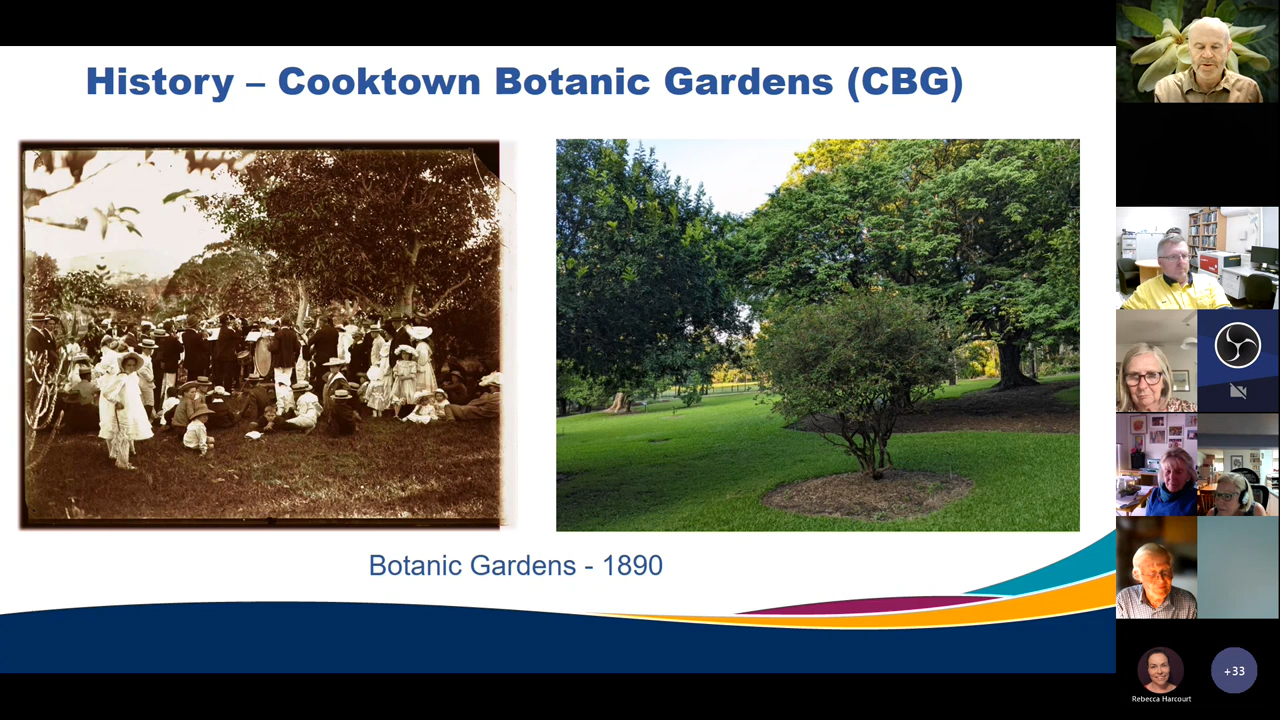 History – Cooktown Botanic Gardens (CBG)
Botanic Gardens - 1890
Rebecca Harcourt
+33